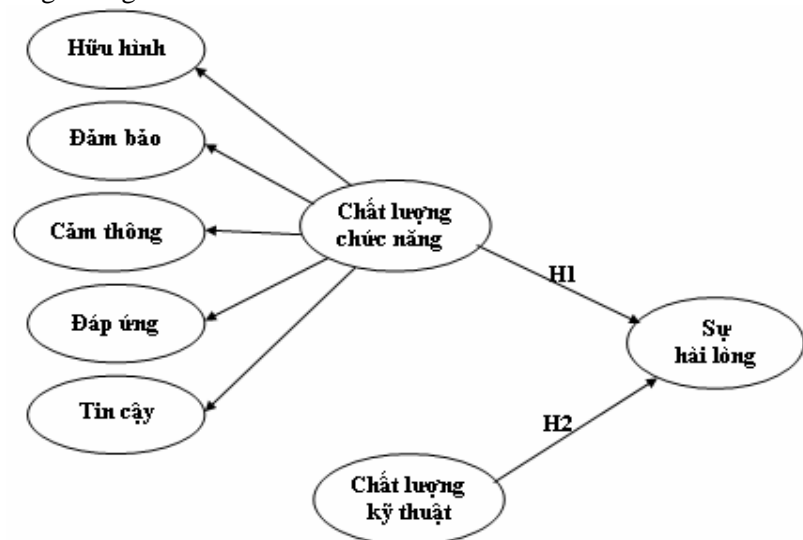 Hữu hình
Đảm bảo
Cảm thông
Đáp ứng
Tin cậy
Chất lượng
chức năng
H1
Sự
hài lòng
H2
Chất lượng
kỹ thuật